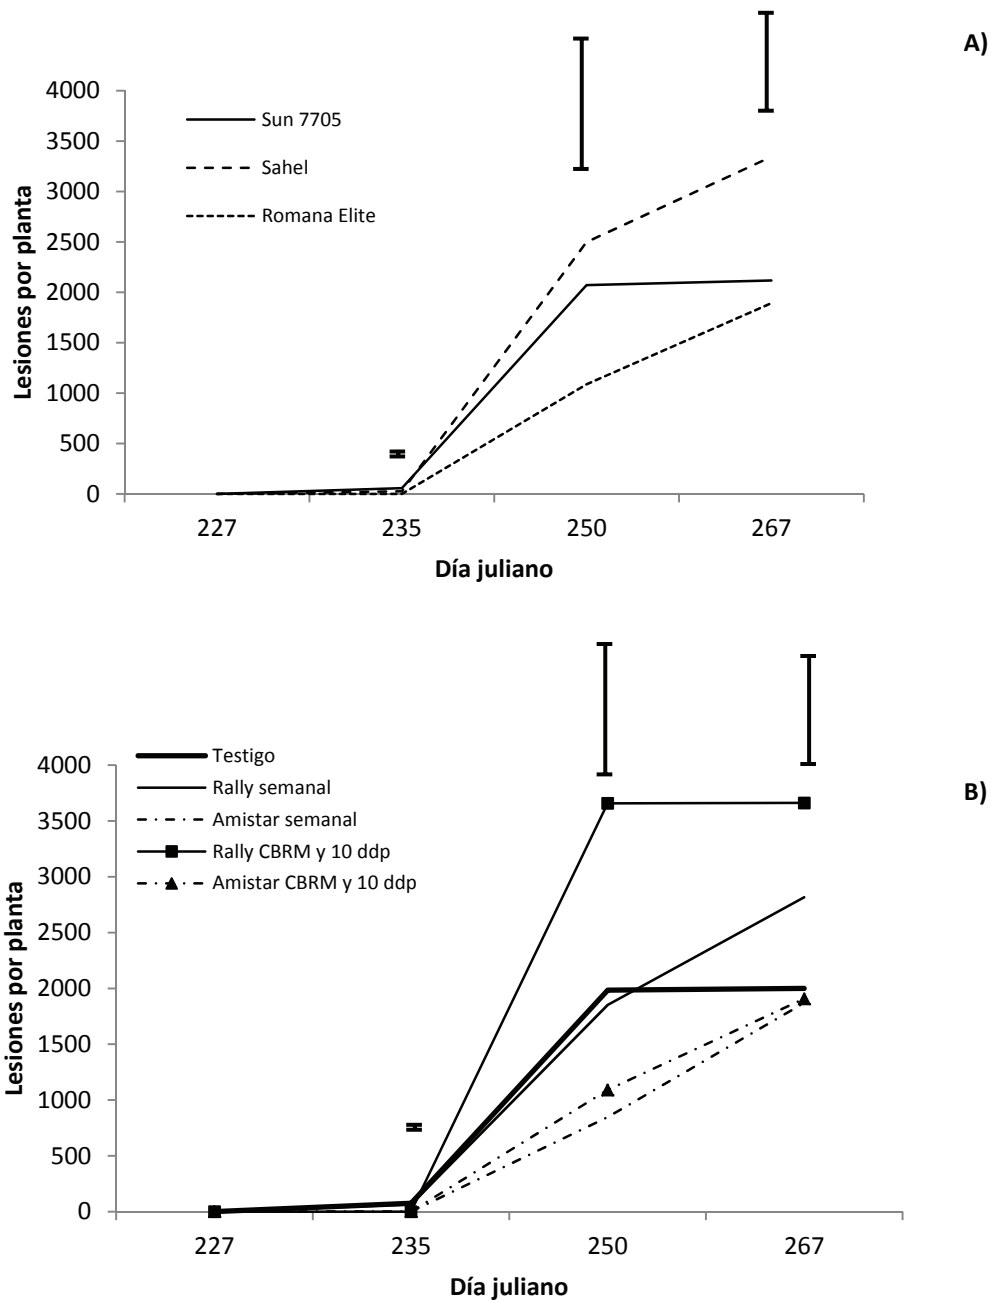 A)
4000
3500
3000
2500
2000
1500
1000
500
0
Sun 7705
Sahel
Romana Elite
Lesiones por planta
227 235 250 267
Día juliano
B)
4000
3500
3000
2500
2000
1500
1000
500
0
Testigo
Rally semanal
Amistar semanal
Rally CBRM y 10 ddp
Amistar CBRM y 10 ddp
Lesiones por planta
227 235 250 267
Día juliano